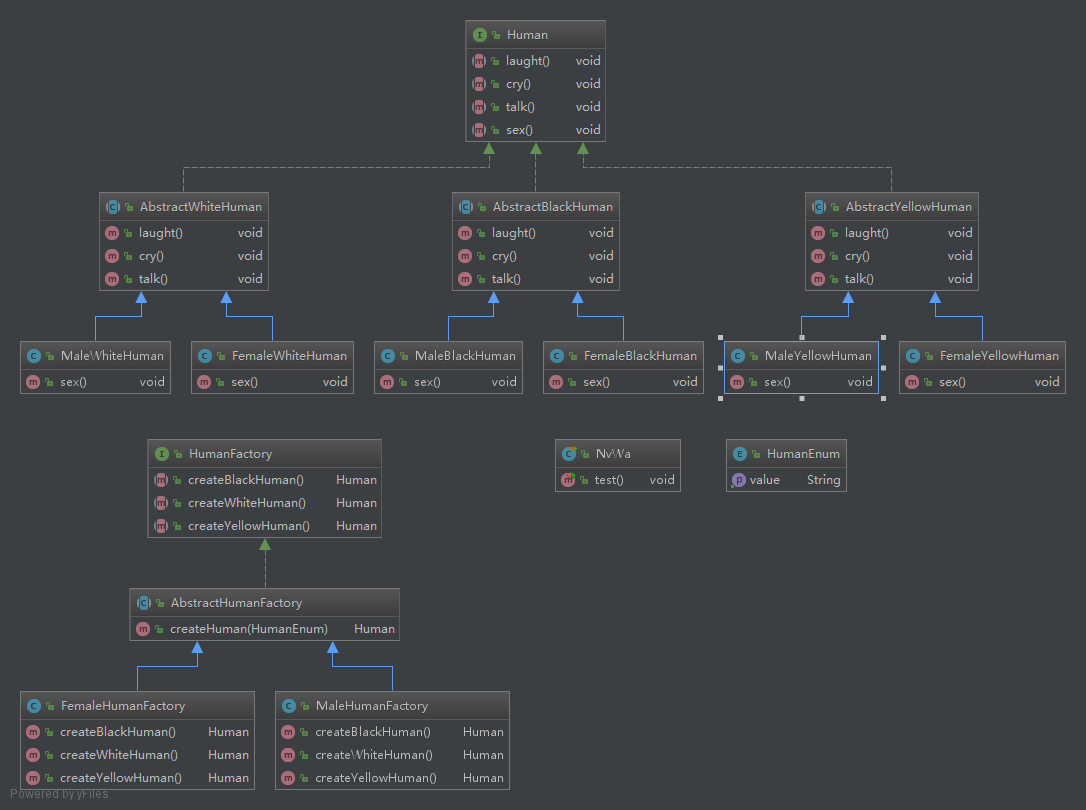 Human
laught() void
cry() void
talk() void
sex() void
AbstractWhiteHuman
laught() void
cry() void
talk() void
AbstractBlackHuman
laught() void
cry() void
talk() void
AbstractYellowHuman
laught() void
cry() void
talk() void
MaleWhiteHuman
sex() void
FemaleWhiteHuman
sex() void
MaleBlackHuman
sex() void
FemaleBlackHuman
sex() void
MaleYellowHuman
sex() void
FemaleYellowHuman
sex() void
HumanFactory
createBlackHuman() Human
createWhiteHuman() Human
createYellowHuman() Human
NvWa
test() void
HumanEnum
value String
AbstractHumanFactory
createHuman(HumanEnum) Human
FemaleHumanFactory
createBlackHuman() Human
createWhiteHuman() Human
createYellowHuman() Human
MaleHumanFactory
createBlackHuman() Human
createWhiteHuman() Human
createYellowHuman() Human
Powered by yFiles